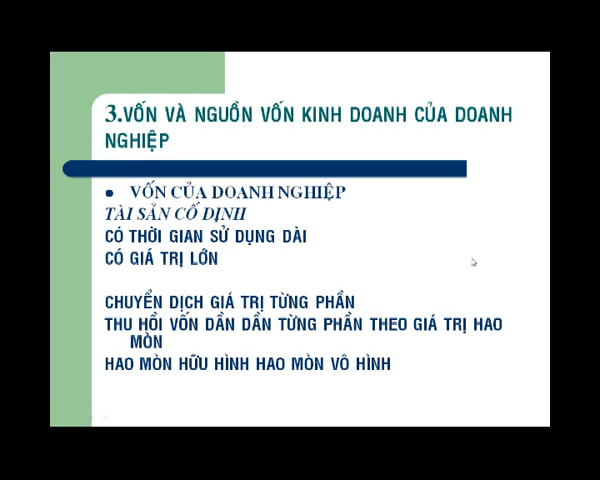 3.VỐN VÀ NGUỒN VỐN KINH DOANH CỦA DOANH
NGHIỆP
● VỐN CỦA DOANH NGHIỆP
TÀI SẢN CỐ ĐỊNH
CÓ THỜI GIAN SỬ DỤNG DÀI
CÓ GIÁ TRỊ LỚN
CHUYỂN DỊCH GIÁ TRỊ TỪNG PHẦN
THU HỒI VỐN DẦN DẦN TỪNG PHẦN THEO GIÁ TRỊ HAO
MÒN
HAO MÒN HỮU HÌNH HAO MÒN VÔ HÌNH